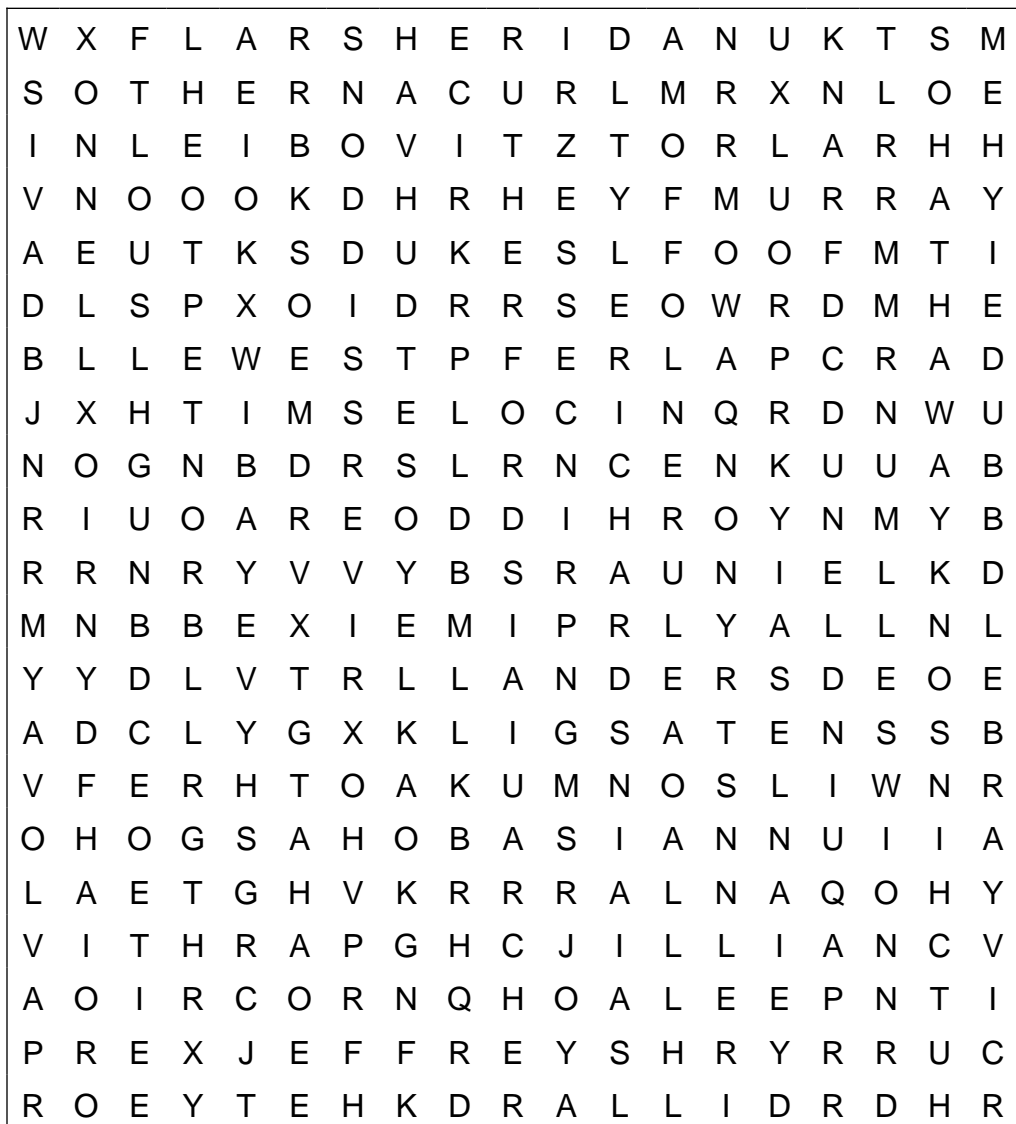 W X F L A R S H E R I D A N U K T S M
S O T H E R N A C U R L M R X N L O E
I N L E I B O V I T Z T O R L A R H H
V N O O O K D H R H E Y F M U R R A Y
A E U T K S D U K E S L F O O F M T I
D L S P X O I D R R S E O W R D M H E
B L L E W E S T P F E R L A P C R A D
J X H T I M S E L O C I N Q R D N W U
N O G N B D R S L R N C E N K U U A B
R I U O A R E O D D I H R O Y N M Y B
R R N R Y V V Y B S R A U N I E L K D
M N B B E X I E M I P R L Y A L L N L
Y Y D L V T R L L A N D E R S D E O E
A D C L Y G X K L I G S A T E N S S B
V F E R H T O A K U M N O S L I W N R
O H O G S A H O B A S I A N N U I I A
L A E T G H V K R R R A L N A Q O H Y
V I T H R A P G H C J I L L I A N C V
A O I R C O R N Q H O A L E E P N T I
P R E X J E F F R E Y S H R Y R R U C
R O E Y T E H K D R A L L I D R D H R